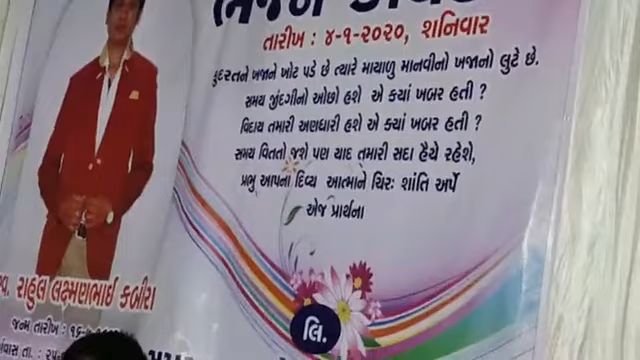 તારીખ : ૪-૧-૨૦૨૦, શનિવાર
કુદરતને ખજાને ખોટ પડે છે ત્યારે માયાળુ માનવીનો ખજાનો લુટે છે.
સમય જીંદગીનો ઓછો હશે એ કયાં ખબર હતી ?
વિદાય તમારી અણધારી હશે એ ક્યાં ખબર હતી ?
સમય વિતતો જશે પણ યાદ તમારી સદા હૈયે રહેશે,
પ્રભુ આપના દિવ્ય આત્માને ચિરઃ શાંતિ અર્પે
એજ પ્રાર્થના
સ્વ. રાહુલ લક્ષ્મણભાઈ કબીરા
જન્મ તારીખ :
લિ.